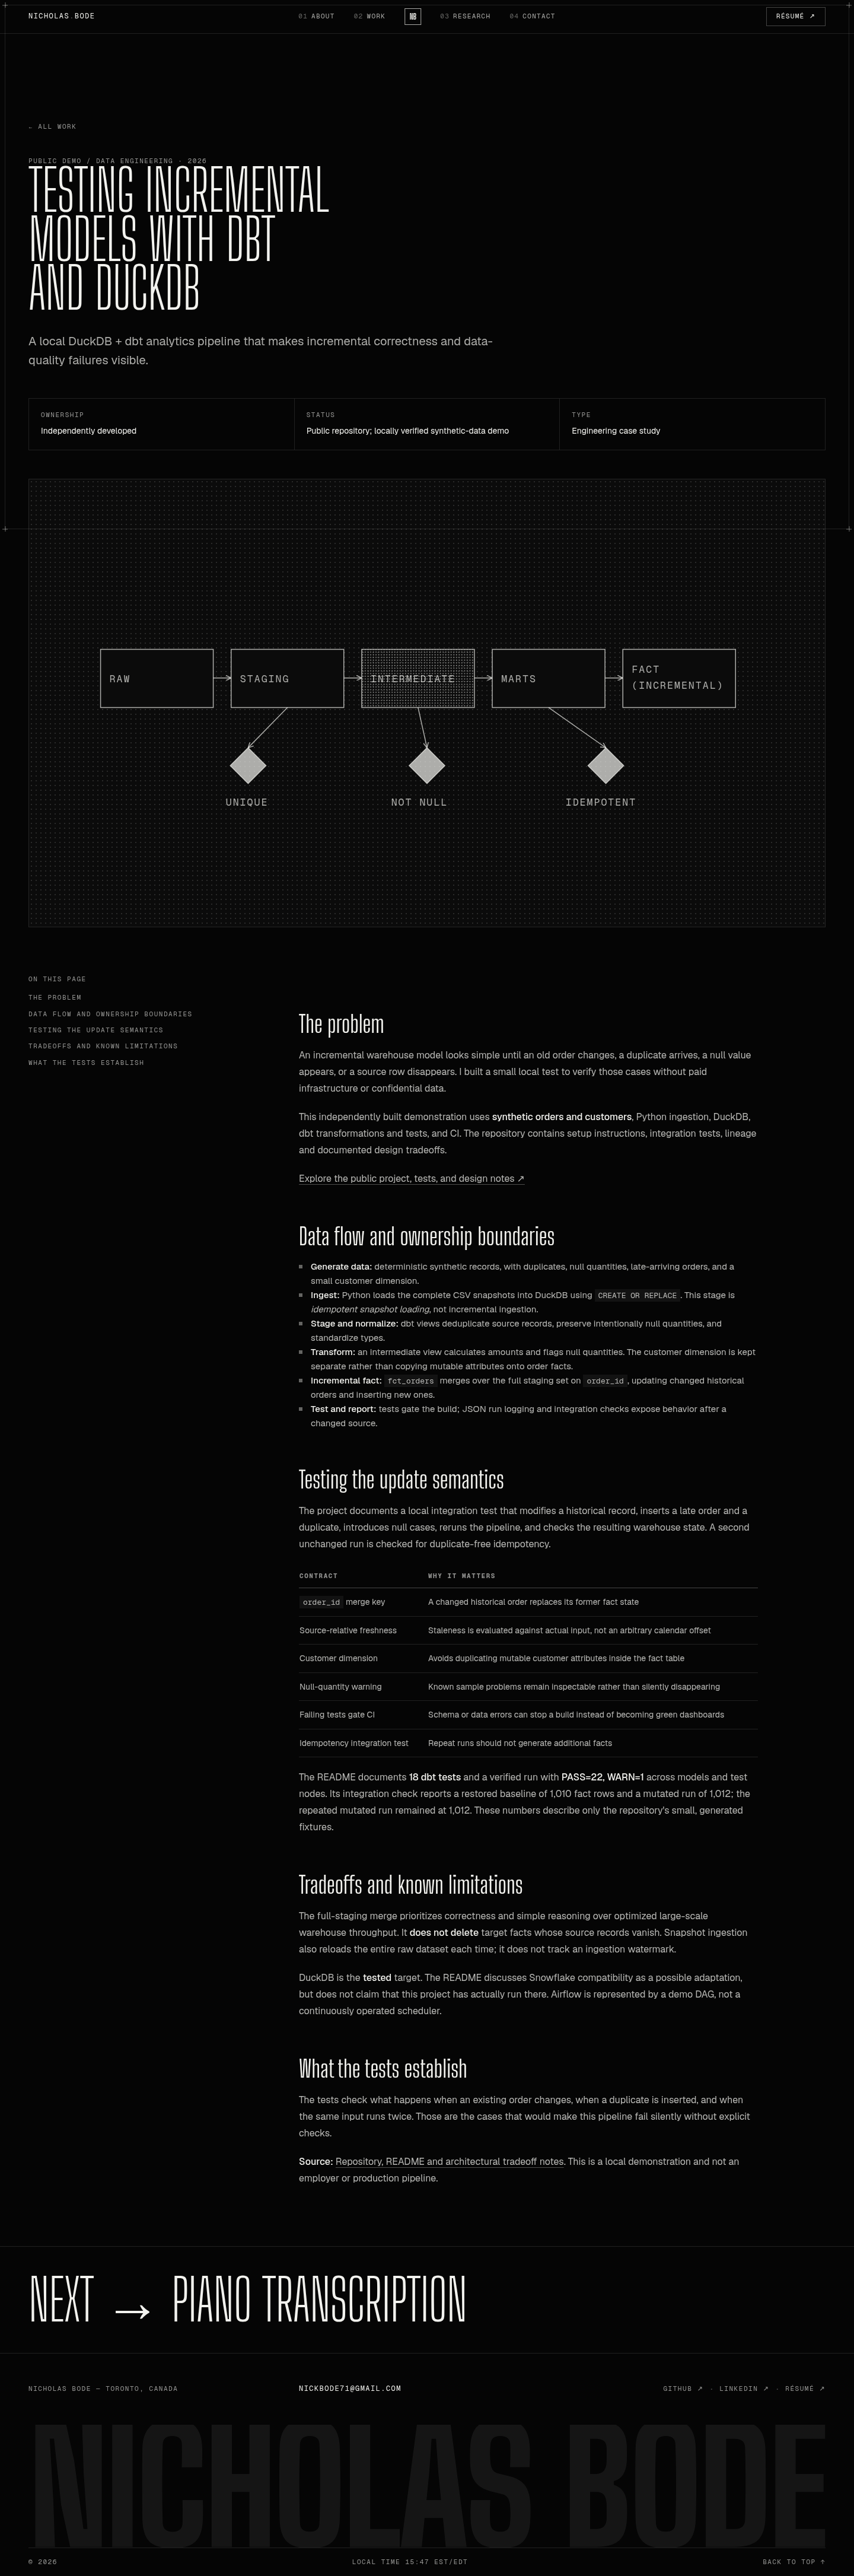 NICHOLAS.BODE
01 ABOUT 02 WORK 03 RESEARCH 04 CONTACT
RÉSUMÉ ↗
← ALL WORK
PUBLIC DEMO / DATA ENGINEERING · 2026
TESTING INCREMENTAL
MODELS WITH DBT
AND DUCKDB
A local DuckDB + dbt analytics pipeline that makes incremental correctness and data-
quality failures visible.
OWNERSHIP
Independently developed
STATUS
Public repository; locally verified synthetic-data demo
TYPE
Engineering case study
RAW
STAGING
INTERMEDIATE
MARTS
FACT
(INCREMENTAL)
UNIQUE
NOT NULL
IDEMPOTENT
ON THIS PAGE
THE PROBLEM
DATA FLOW AND OWNERSHIP BOUNDARIES
TESTING THE UPDATE SEMANTICS
TRADEOFFS AND KNOWN LIMITATIONS
WHAT THE TESTS ESTABLISH
The problem
An incremental warehouse model looks simple until an old order changes, a duplicate arrives, a null value
appears, or a source row disappears. I built a small local test to verify those cases without paid
infrastructure or confidential data.
This independently built demonstration uses synthetic orders and customers, Python ingestion, DuckDB,
dbt transformations and tests, and CI. The repository contains setup instructions, integration tests, lineage
and documented design tradeoffs.
Explore the public project, tests, and design notes ↗
Data flow and ownership boundaries
Generate data: deterministic synthetic records, with duplicates, null quantities, late-arriving orders, and a
small customer dimension.
Ingest: Python loads the complete CSV snapshots into DuckDB using CREATE OR REPLACE. This stage is
idempotent snapshot loading, not incremental ingestion.
Stage and normalize: dbt views deduplicate source records, preserve intentionally null quantities, and
standardize types.
Transform: an intermediate view calculates amounts and flags null quantities. The customer dimension is kept
separate rather than copying mutable attributes onto order facts.
Incremental fact: fct_orders merges over the full staging set on order_id, updating changed historical
orders and inserting new ones.
Test and report: tests gate the build; JSON run logging and integration checks expose behavior after a
changed source.
Testing the update semantics
The project documents a local integration test that modifies a historical record, inserts a late order and a
duplicate, introduces null cases, reruns the pipeline, and checks the resulting warehouse state. A second
unchanged run is checked for duplicate-free idempotency.
CONTRACT WHY IT MATTERS
order_id merge key A changed historical order replaces its former fact state
Source-relative freshness Staleness is evaluated against actual input, not an arbitrary calendar offset
Customer dimension Avoids duplicating mutable customer attributes inside the fact table
Null-quantity warning Known sample problems remain inspectable rather than silently disappearing
Failing tests gate CI Schema or data errors can stop a build instead of becoming green dashboards
Idempotency integration test Repeat runs should not generate additional facts
The README documents 18 dbt tests and a verified run with PASS=22, WARN=1 across models and test
nodes. Its integration check reports a restored baseline of 1,010 fact rows and a mutated run of 1,012; the
repeated mutated run remained at 1,012. These numbers describe only the repository's small, generated
fixtures.
Tradeoffs and known limitations
The full-staging merge prioritizes correctness and simple reasoning over optimized large-scale
warehouse throughput. It does not delete target facts whose source records vanish. Snapshot ingestion
also reloads the entire raw dataset each time; it does not track an ingestion watermark.
DuckDB is the tested target. The README discusses Snowflake compatibility as a possible adaptation,
but does not claim that this project has actually run there. Airflow is represented by a demo DAG, not a
continuously operated scheduler.
What the tests establish
The tests check what happens when an existing order changes, when a duplicate is inserted, and when
the same input runs twice. Those are the cases that would make this pipeline fail silently without explicit
checks.
Source: Repository, README and architectural tradeoff notes. This is a local demonstration and not an
employer or production pipeline.
NEXT → PIANO TRANSCRIPTION
NICHOLAS BODE — TORONTO, CANADA
NICKBODE71@GMAIL.COM
GITHUB ↗ · LINKEDIN ↗ · RÉSUMÉ ↗
NICHOLAS BODE
© 2026
LOCAL TIME 15:47 EST/EDT
BACK TO TOP ↑